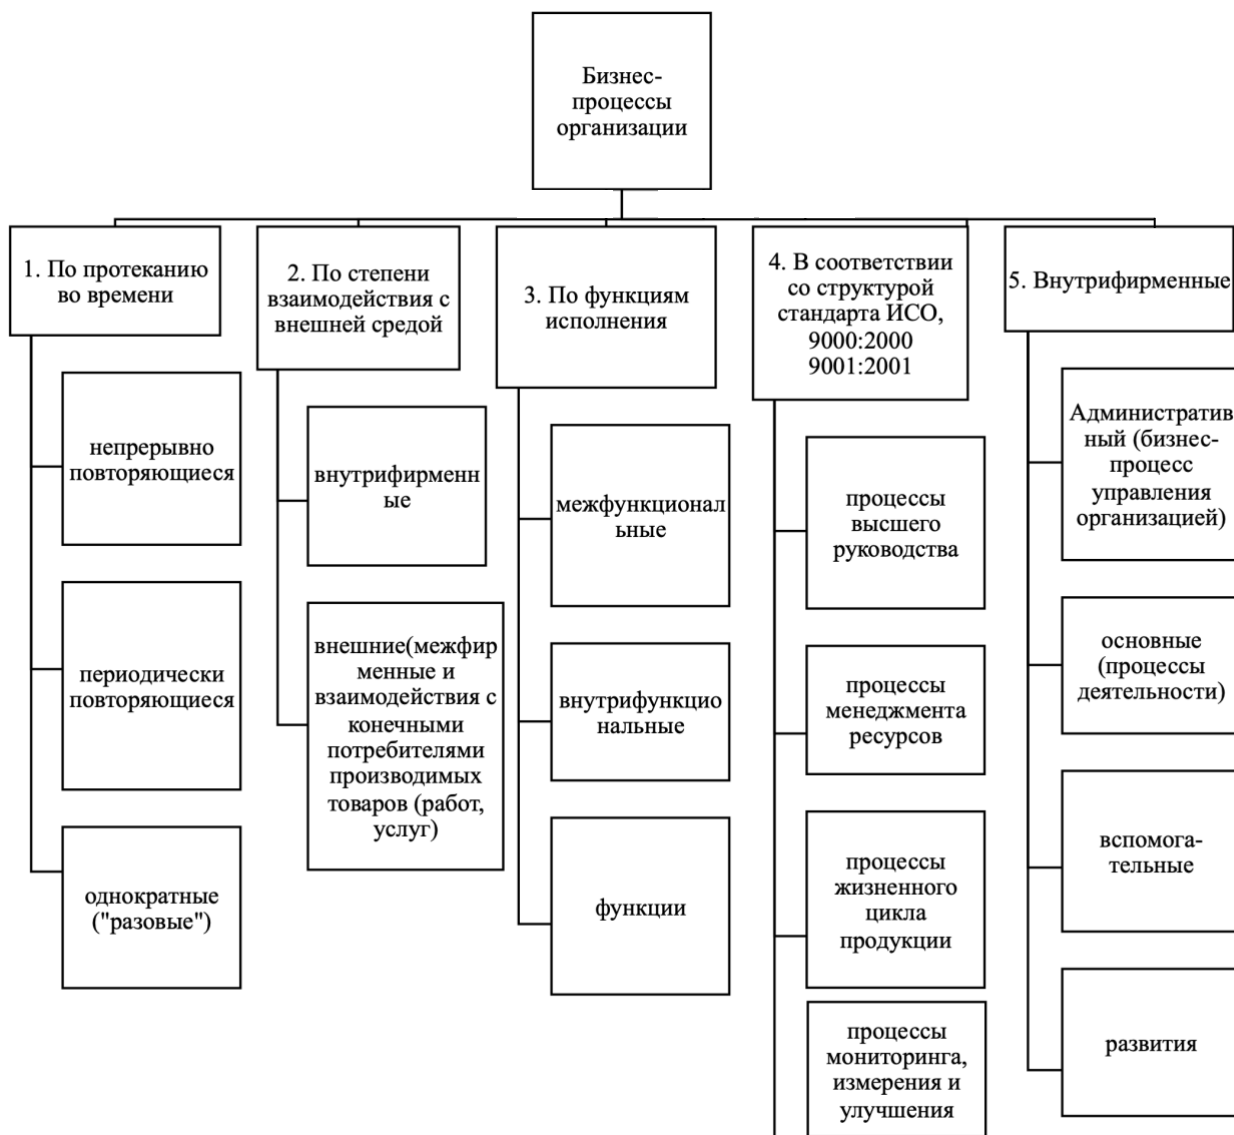 Бизнес-
процессы
организации
1. По протеканию
во времени
непрерывно
повторяющиеся
периодически
повторяющиеся
однократные
("разовые")
2. По степени
взаимодействия с
внешней средой
внутрифирменн
ые
внешние(межфир
менные и
взаимодействия с
конечными
потребителями
производимых
товаров (работ,
услуг)
3. По функциям
исполнения
межфункционал
ьные
внутрифункцио
нальные
функции
4. В соответствии
со структурой
стандарта ИСО,
9000:2000
9001:2001
процессы
высшего
руководства
процессы
менеджмента
ресурсов
процессы
жизненного
цикла
продукции
процессы
мониторинга,
измерения и
улучшения
5. Внутрифирменные
Административ
ный (бизнес-
процесс
управления
организацией)
основные
(процессы
деятельности)
вспомога-
тельные
развития